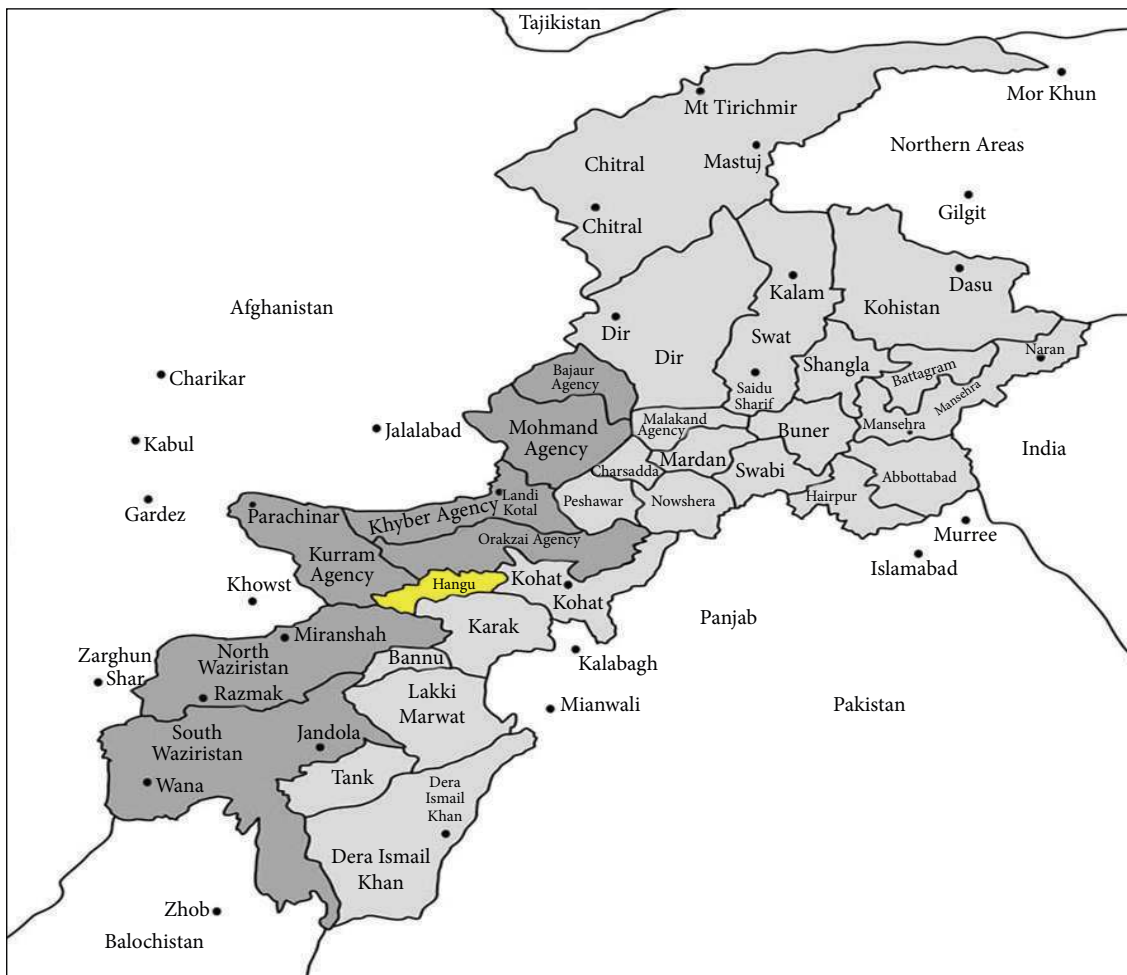 Tajikistan
Mor Khun
Mt Tirichmir
Northern Areas
Mastuj
Chitral
Gilgit
Chitral
Dasu
Kalam
Kohistan
Afghanistan
Dir
Swat
Naran
Dir
Shangla
Bajaur
Agency
Battagram
Charikar
Saidu
Sharif
Mansehra
Malakand
Agency
Mansehra
Jalalabad
Mohmand
Agency
Buner
Kabul
India
Mardan
Charsadda
Swabi
Abbottabad
Landi
Kotal
Peshawar
Nowshera
Hairpur
Gardez
Parachinar
Khyber Agency
Murree
Orakzai Agency
Kurram
Agency
Islamabad
Khowst
Hangu
Kohat
Kohat
Panjab
Karak
Miranshah
North
Waziristan
Bannu
Kalabagh
Zarghun
Shar
Razmak
Lakki
Marwat
Mianwali
Pakistan
South
Waziristan
Jandola
Wana
Tank
Dera
Ismail
Khan
Dera Ismail
Khan
Zhob
Balochistan